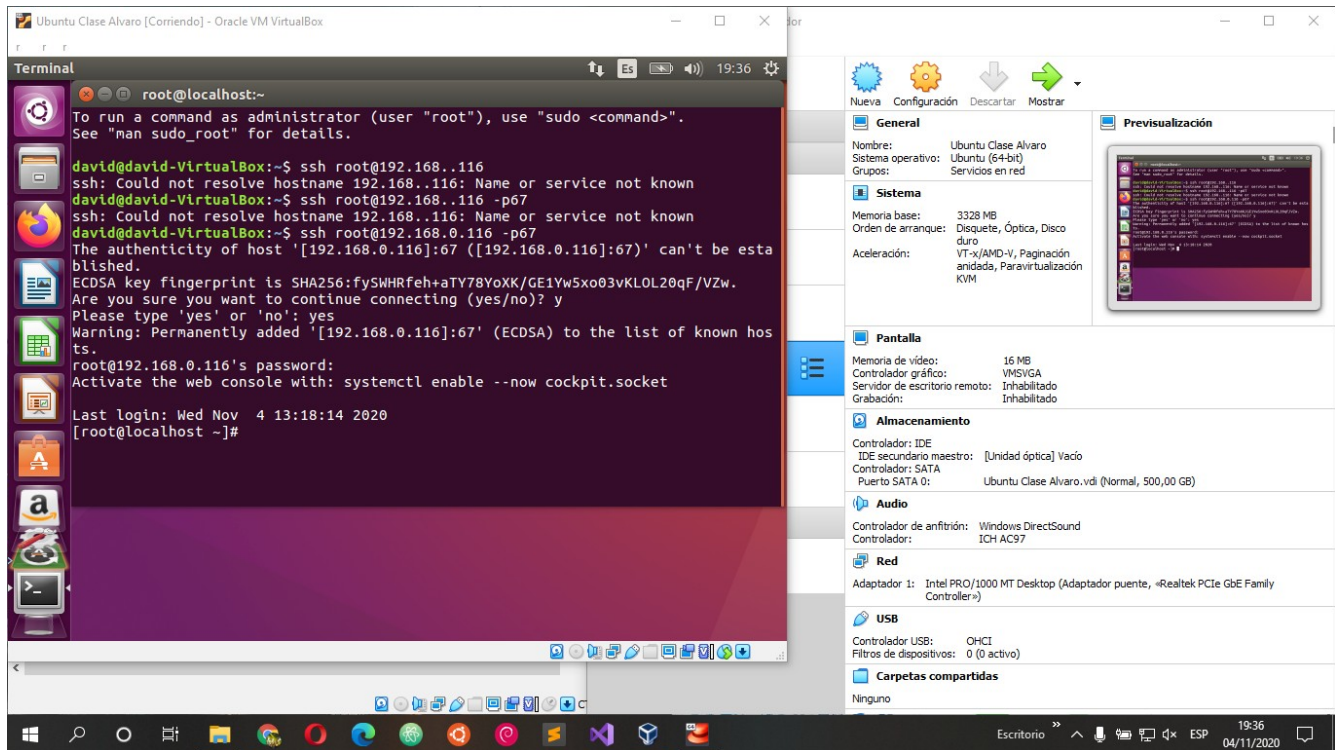 Ubuntu Clase Alvaro [Corriendo] - Oracle VM VirtualBox
dor
r r r
Terminal
Es
19:36
root@localhost:~
To run a command as administrator (user "root"), use "sudo <command>".
See "man sudo_root" for details.
david@david-VirtualBox:~$ ssh root@192.168..116
ssh: Could not resolve hostname 192.168..116: Name or service not known
david@david-VirtualBox:~$ ssh root@192.168..116 -p67
ssh: Could not resolve hostname 192.168..116: Name or service not known
david@david-VirtualBox:~$ ssh root@192.168.0.116 -p67
The authenticity of host '[192.168.0.116]:67 ([192.168.0.116]:67)' can't be esta
blished.
ECDSA key fingerprint is SHA256:fySWHRfeh+aTY78YoXK/GE1Yw5xo03vKLOL20qF/VZw.
Are you sure you want to continue connecting (yes/no)? y
Please type 'yes' or 'no': yes
Warning: Permanently added '[192.168.0.116]:67' (ECDSA) to the list of known hos
ts.
root@192.168.0.116's password:
Activate the web console with: systemctl enable --now cockpit.socket
Last login: Wed Nov  4 13:18:14 2020
[root@localhost ~]#
Nueva Configuración Descartar Mostrar
General
Nombre: Ubuntu Clase Alvaro
Sistema operativo: Ubuntu (64-bit)
Grupos: Servicios en red
Previsualización
Sistema
Memoria base: 3328 MB
Orden de arranque: Disquete, Óptica, Disco
duro
Aceleración: VT-x/AMD-V, Paginación
anidada, Paravirtualización
KVM
Pantalla
Memoria de vídeo: 16 MB
Controlador gráfico: VMSVGA
Servidor de escritorio remoto: Inhabilitado
Grabación: Inhabilitado
Almacenamiento
Controlador: IDE
IDE secundario maestro: [Unidad óptica] Vacío
Controlador: SATA
Puerto SATA 0: Ubuntu Clase Alvaro.vdi (Normal, 500,00 GB)
Audio
Controlador de anfitrión: Windows DirectSound
Controlador: ICH AC97
Red
Adaptador 1: Intel PRO/1000 MT Desktop (Adaptador puente, «Realtek PCIe GbE Family
Controller»)
USB
Controlador USB: OHCI
Filtros de dispositivos: 0 (0 activo)
Carpetas compartidas
Ninguno
Escritorio
ESP
19:36
04/11/2020